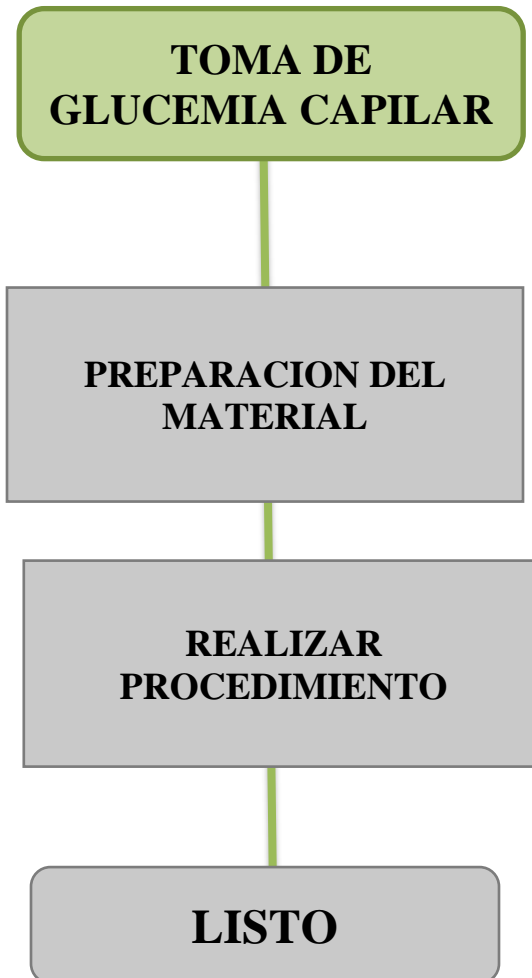 TOMA DE
GLUCEMIA CAPILAR
PREPARACION DEL
MATERIAL
REALIZAR
PROCEDIMIENTO
LISTO